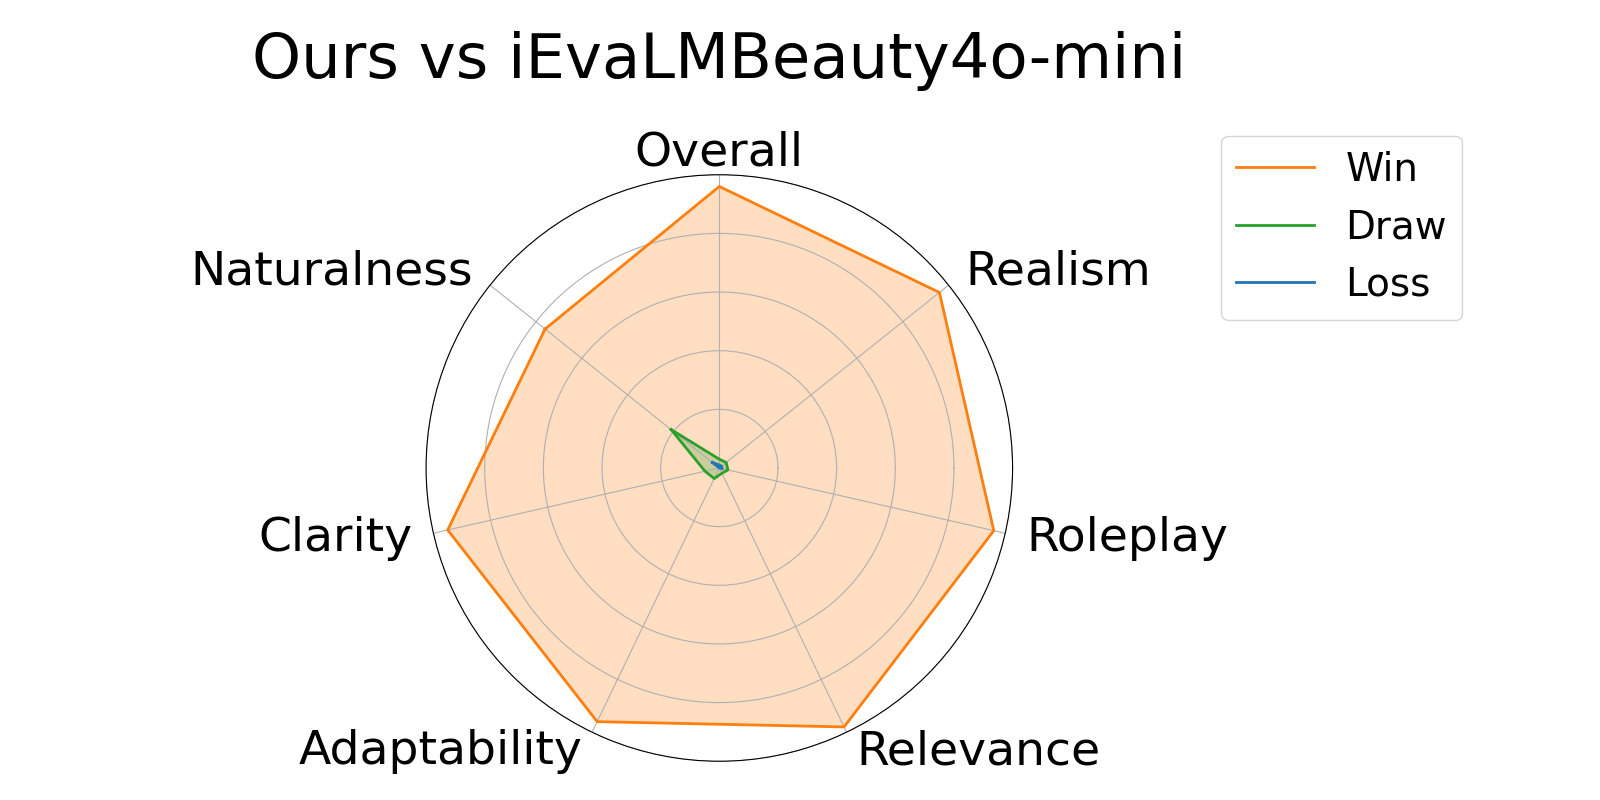 Ours vs iEvaLMBeauty4o-mini
Overall
Win
Draw
Loss
Naturalness
Realism
Clarity
Roleplay
Adaptability
Relevance